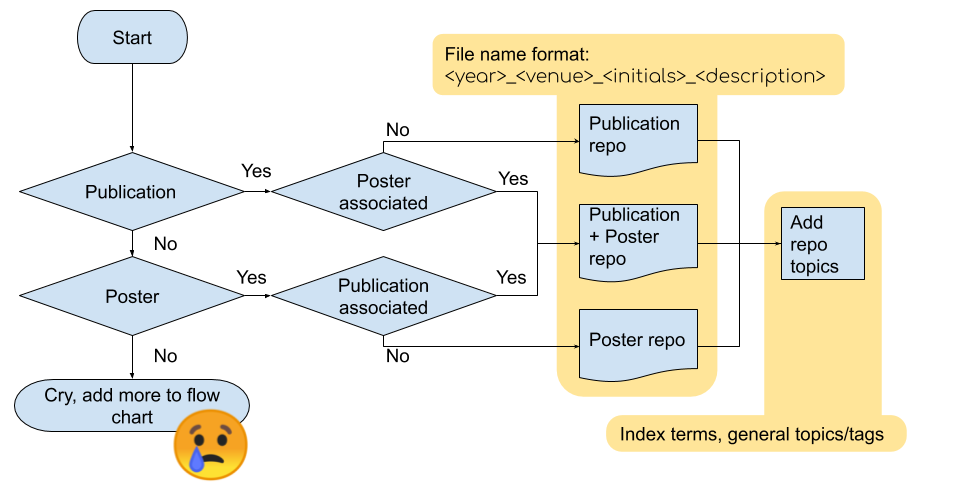 Start
File name format:
<year>_<venue>_<initials>_<description>
No
Publication
repo
Publication
Yes
Poster
associated
Yes
Publication
+ Poster
repo
Add
repo
topics
No
Poster
Yes
Publication
associated
Yes
Poster repo
No
No
Cry, add more to flow
chart
Index terms, general topics/tags